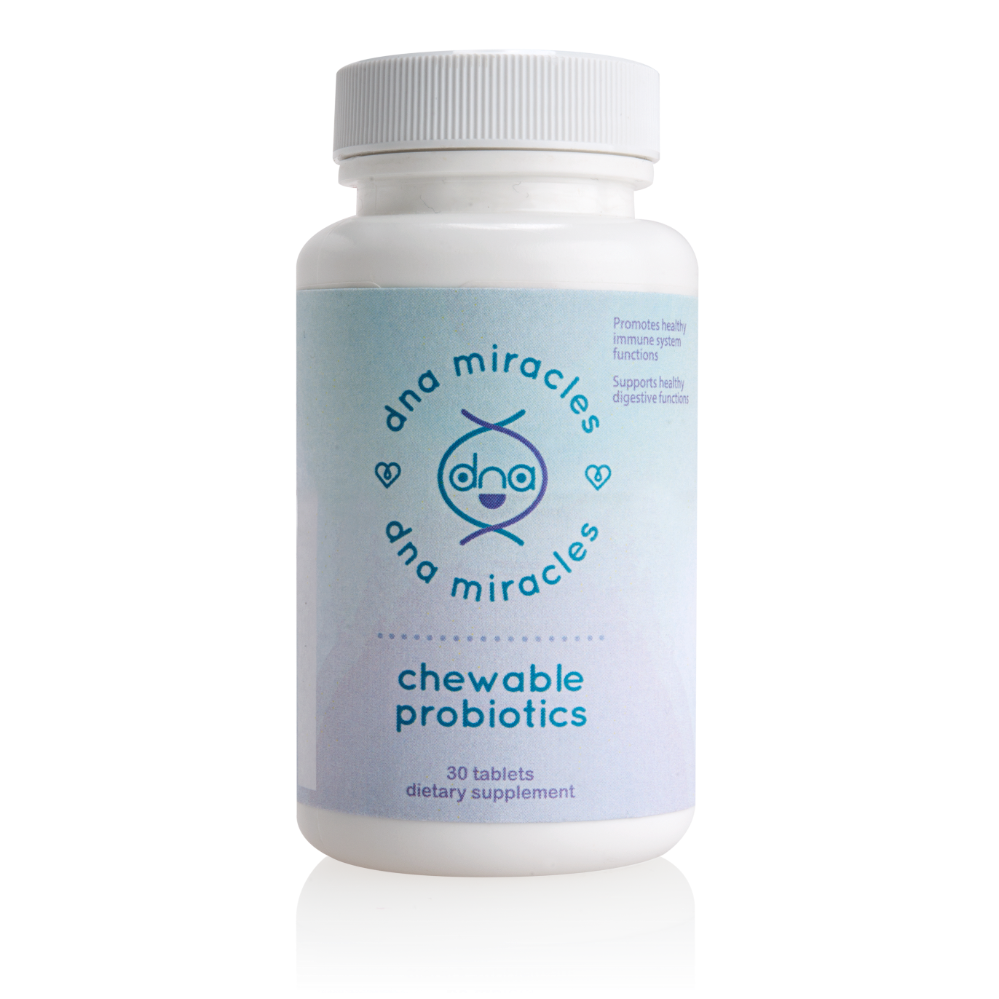 Promotes healthy
immune system
functions
Supports healthy
digestive functions
dna miracles
dna
dna miracles
chewable
probiotics
30 tablets
dietary supplement